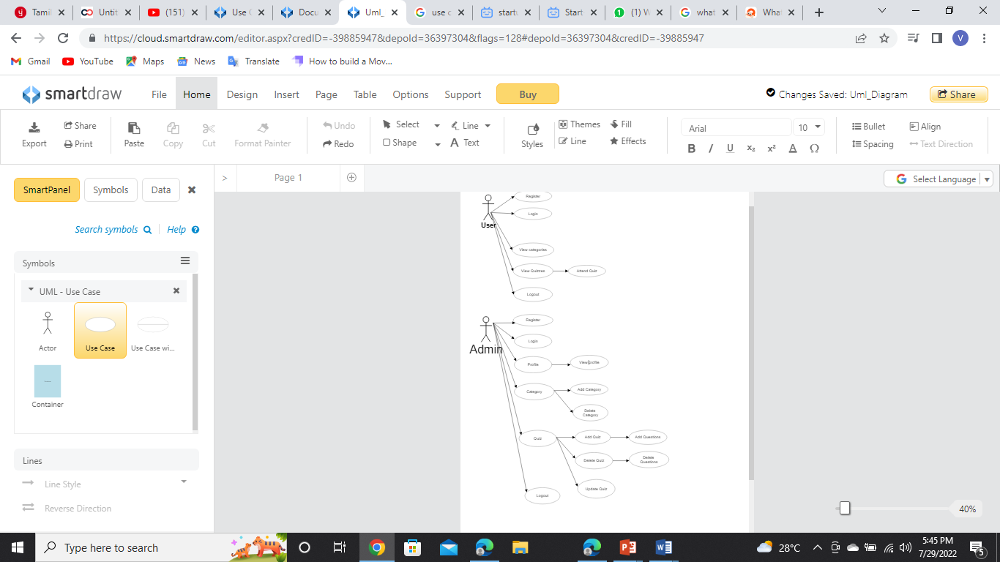 Tamil
Untit
(151)
Use C
Docu
Uml_
use c
startu
Start
(1) W
what
What
https://cloud.smartdraw.com/editor.aspx?credID=-39885947&depoId=36397304&flags=128#depoId=36397304&credID=-39885947
V
Gmail
YouTube
Maps
News
Translate
How to build a Mov...
smartdraw
File
Home
Design
Insert
Page
Table
Options
Support
Buy
Changes Saved: Uml_Diagram
Share
Export
Share
Print
Paste
Copy
Cut
Format Painter
Undo
Redo
Select
Shape
Line
Text
Styles
Themes
Line
Fill
Effects
Arial
10
B I U x₂ x² A Ω
Bullet
Spacing
Align
Text Direction
SmartPanel
Symbols
Data
>
Page 1
Select Language
Search symbols
Help
Symbols
UML - Use Case
Actor
Use Case
Use Case wi...
Container
Lines
Line Style
Reverse Direction
User
Register
Login
View categories
View Quizzes
Attend Quiz
Logout
Admin
Register
Login
Profile
View profile
Category
Add Category
Delete
Category
Quiz
Add Quiz
Add Questions
Delete Quiz
Delete
Questions
Update Quiz
Logout
40%
Type here to search
28°C
5:45 PM
7/29/2022
5